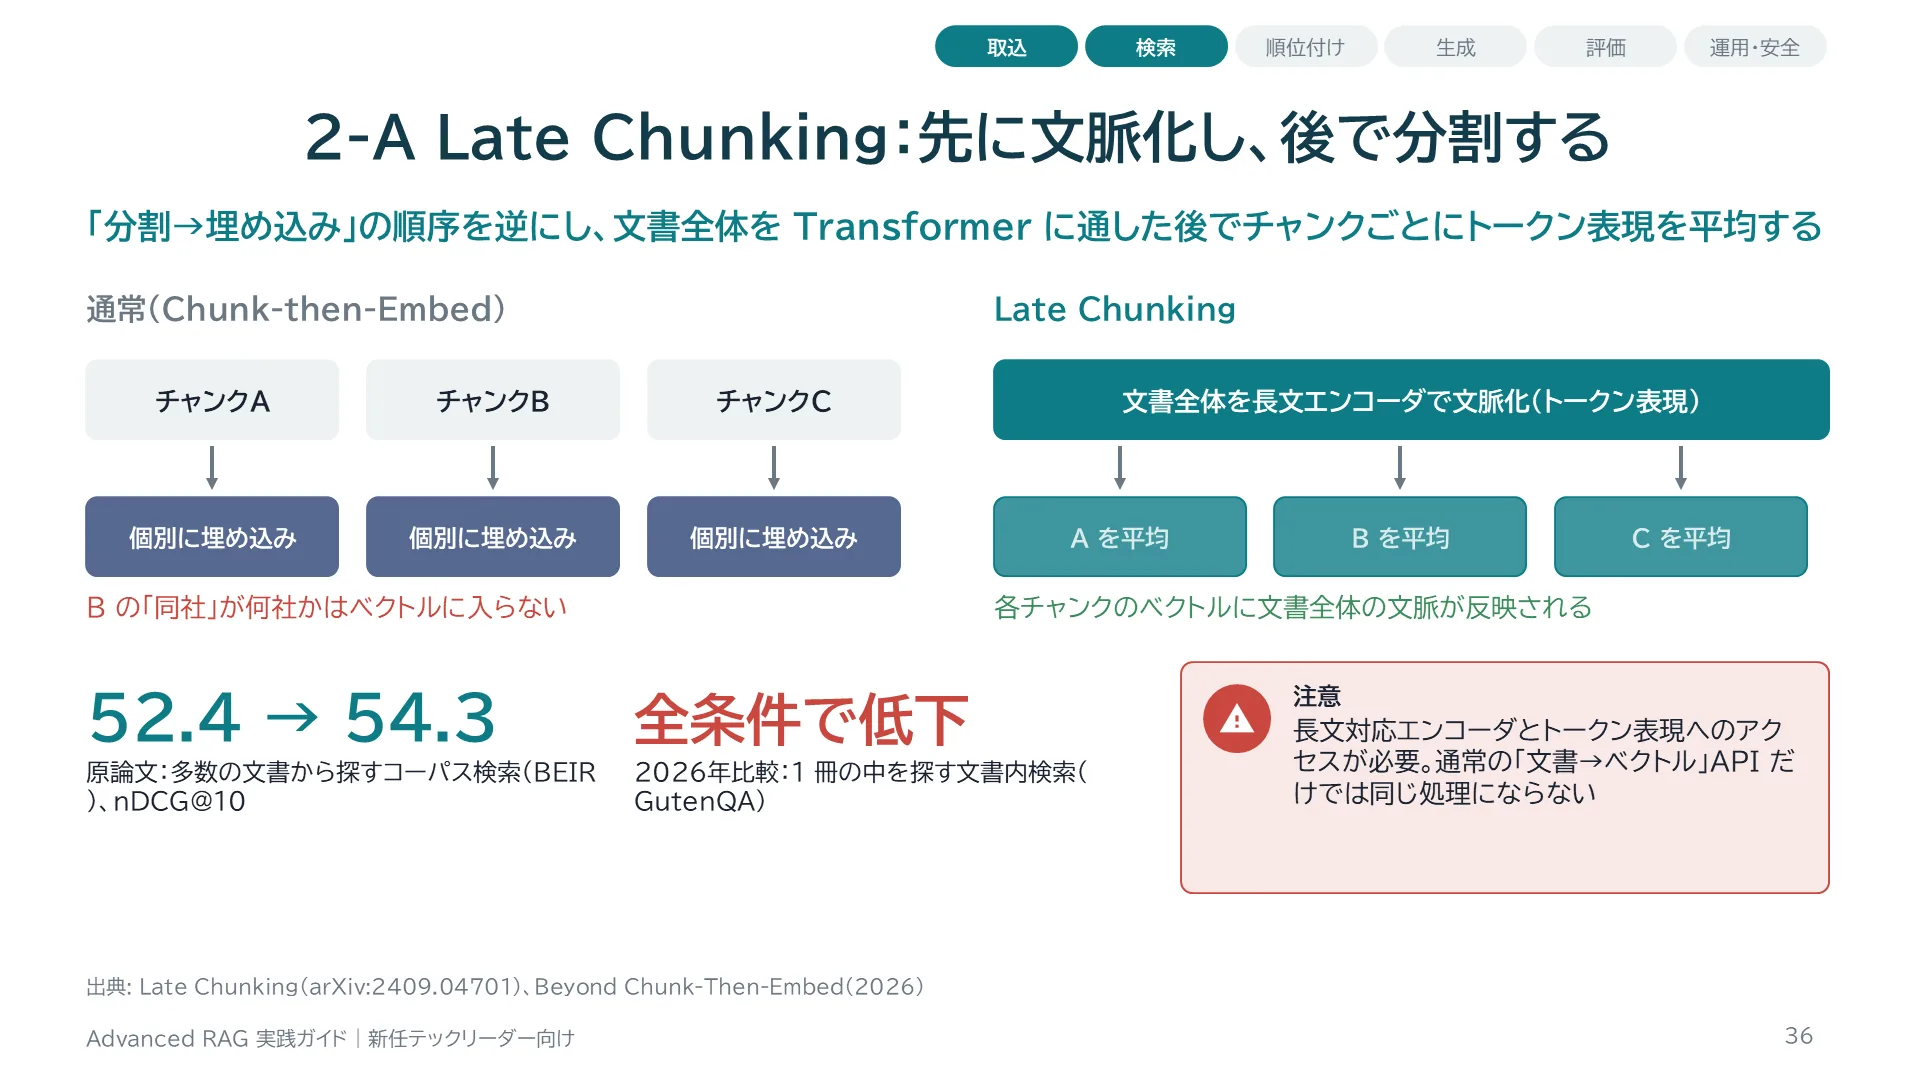 取込
検索
順位付け
生成
評価
運用・安全
2-A Late Chunking：先に文脈化し、後で分割する
「分割→埋め込み」の順序を逆にし、文書全体を Transformer に通した後でチャンクごとにトークン表現を平均する
通常（Chunk-then-Embed）
チャンクA
チャンクB
チャンクC
個別に埋め込み
個別に埋め込み
個別に埋め込み
B の「同社」が何社かはベクトルに入らない
Late Chunking
文書全体を長文エンコーダで文脈化（トークン表現）
A を平均
B を平均
C を平均
各チャンクのベクトルに文書全体の文脈が反映される
52.4 → 54.3
原論文：多数の文書から探すコーパス検索（BEIR
）、nDCG@10
全条件で低下
2026年比較：1 冊の中を探す文書内検索（
GutenQA）
注意
長文対応エンコーダとトークン表現へのアク
セスが必要。通常の「文書→ベクトル」API だ
けでは同じ処理にならない
出典: Late Chunking（arXiv:2409.04701）、Beyond Chunk-Then-Embed（2026）
Advanced RAG 実践ガイド｜新任テックリーダー向け
36